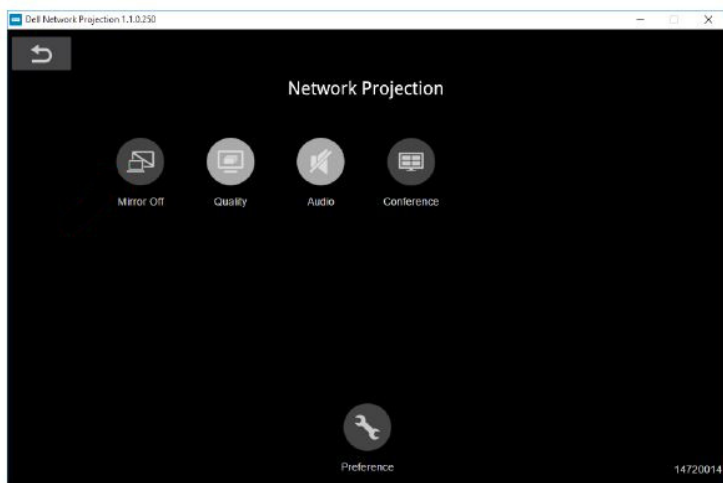 Dell Network Projection 1.1.0.250
Network Projection
Mirror Off
Quality
Audio
Conference
Preference
14720014